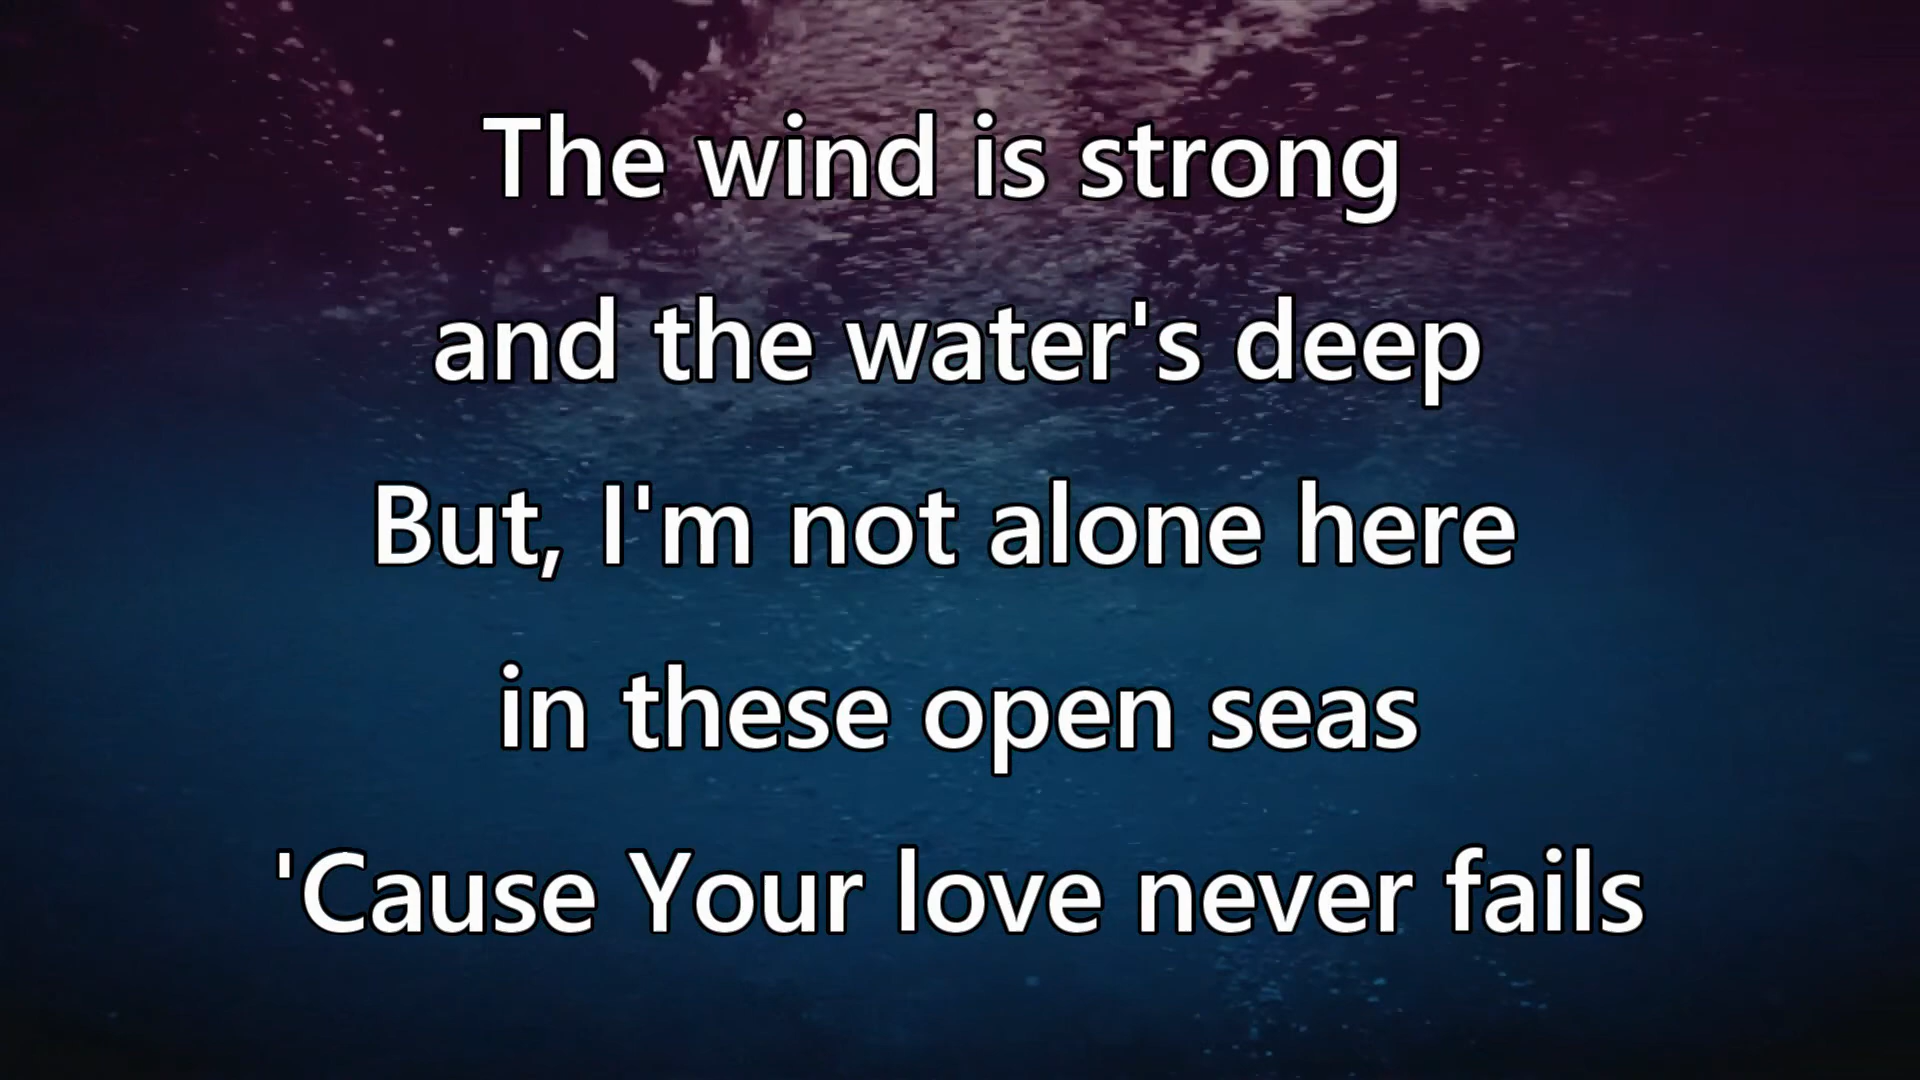 The wind is strong
and the water's deep
But, I'm not alone here
in these open seas
'Cause Your love never fails